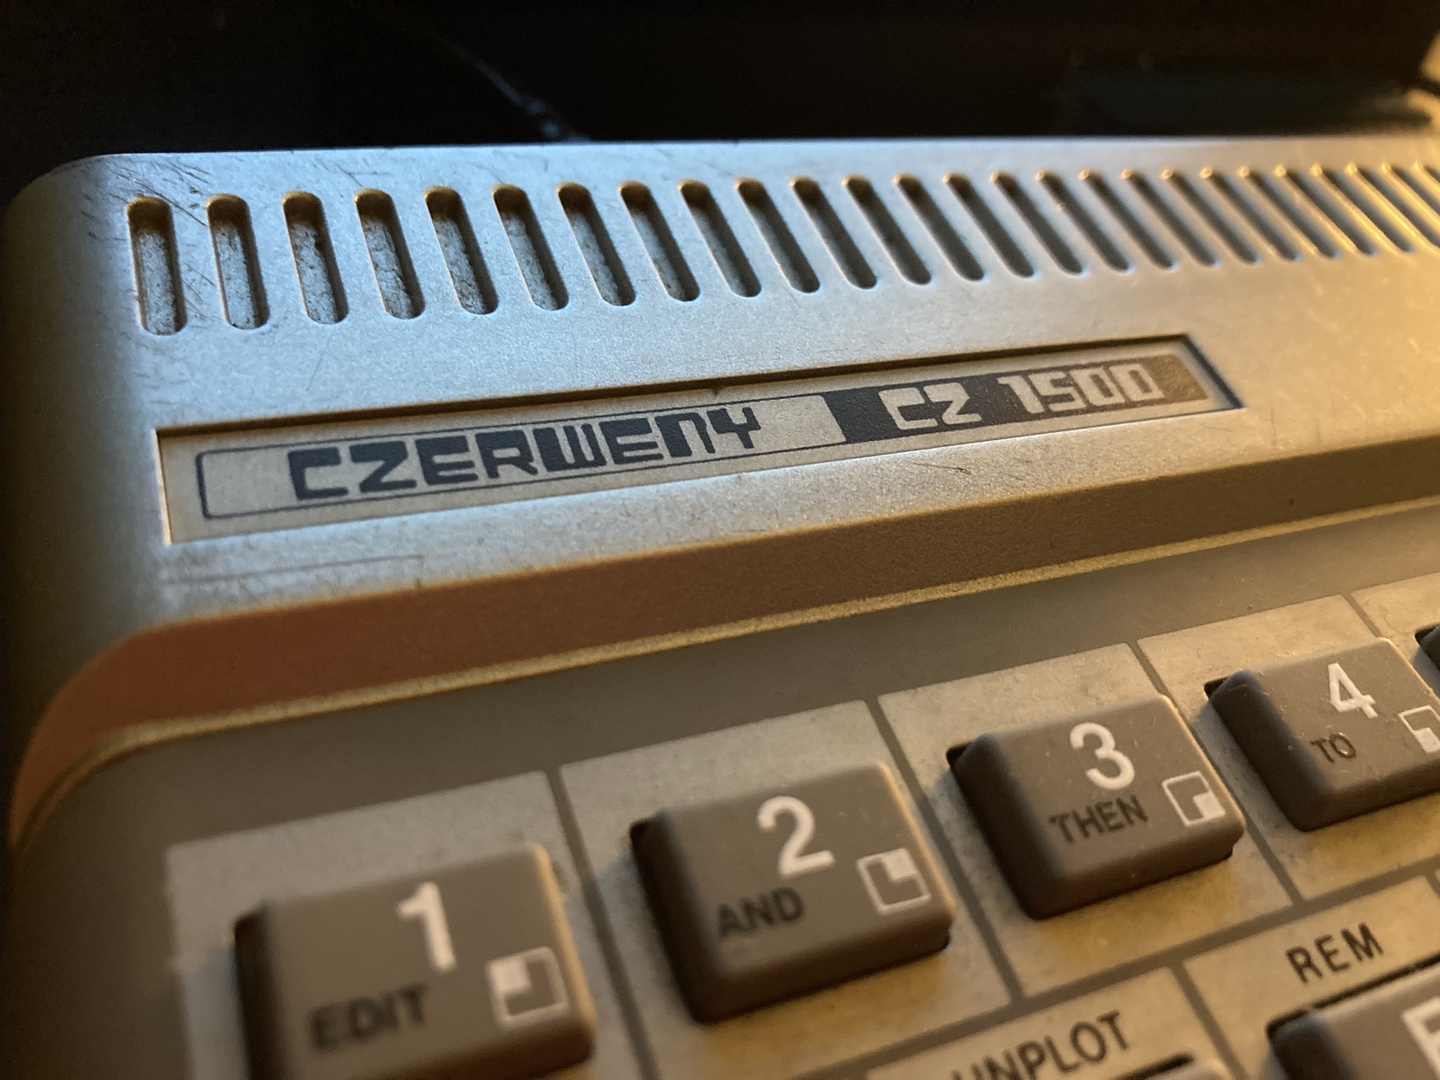 CZERWENY CZ 1500
1
EDIT
2
AND
3
THEN
4
TO
UNPLOT
REM